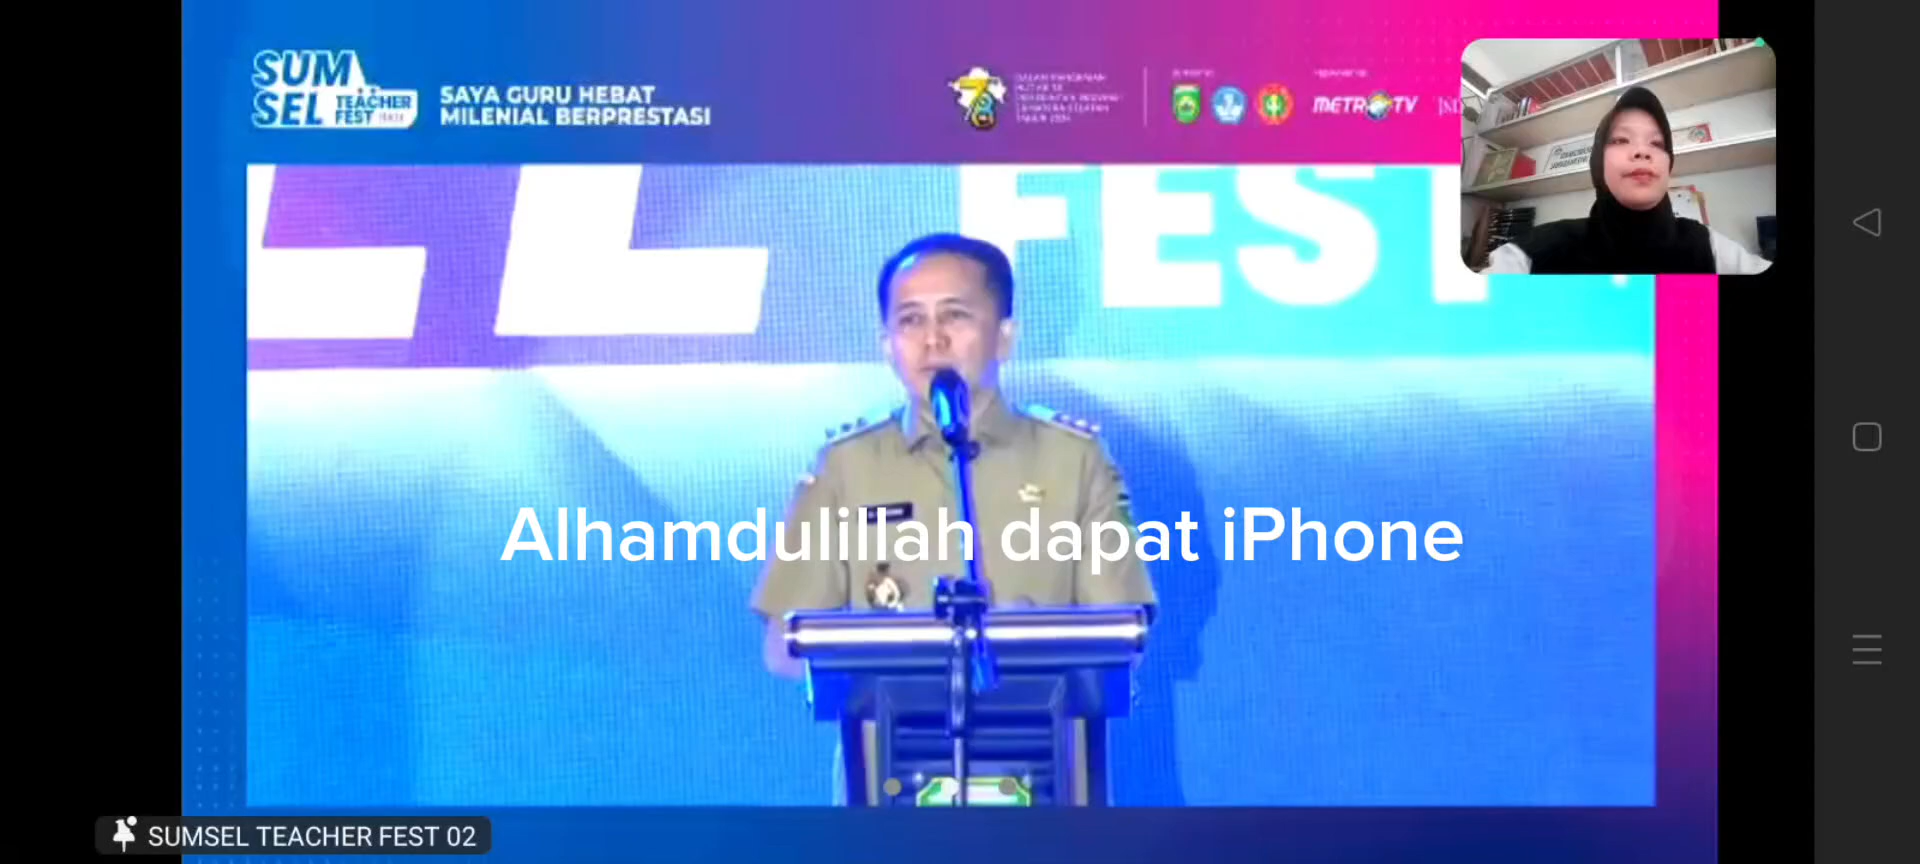 SUM
SEL
TEACHER
FEST
SAYA GURU HEBAT
MILENIAL BERPRESTASI
78
METRO TV
FEST
Alhamdulillah dapat iPhone
SUMSEL TEACHER FEST 02